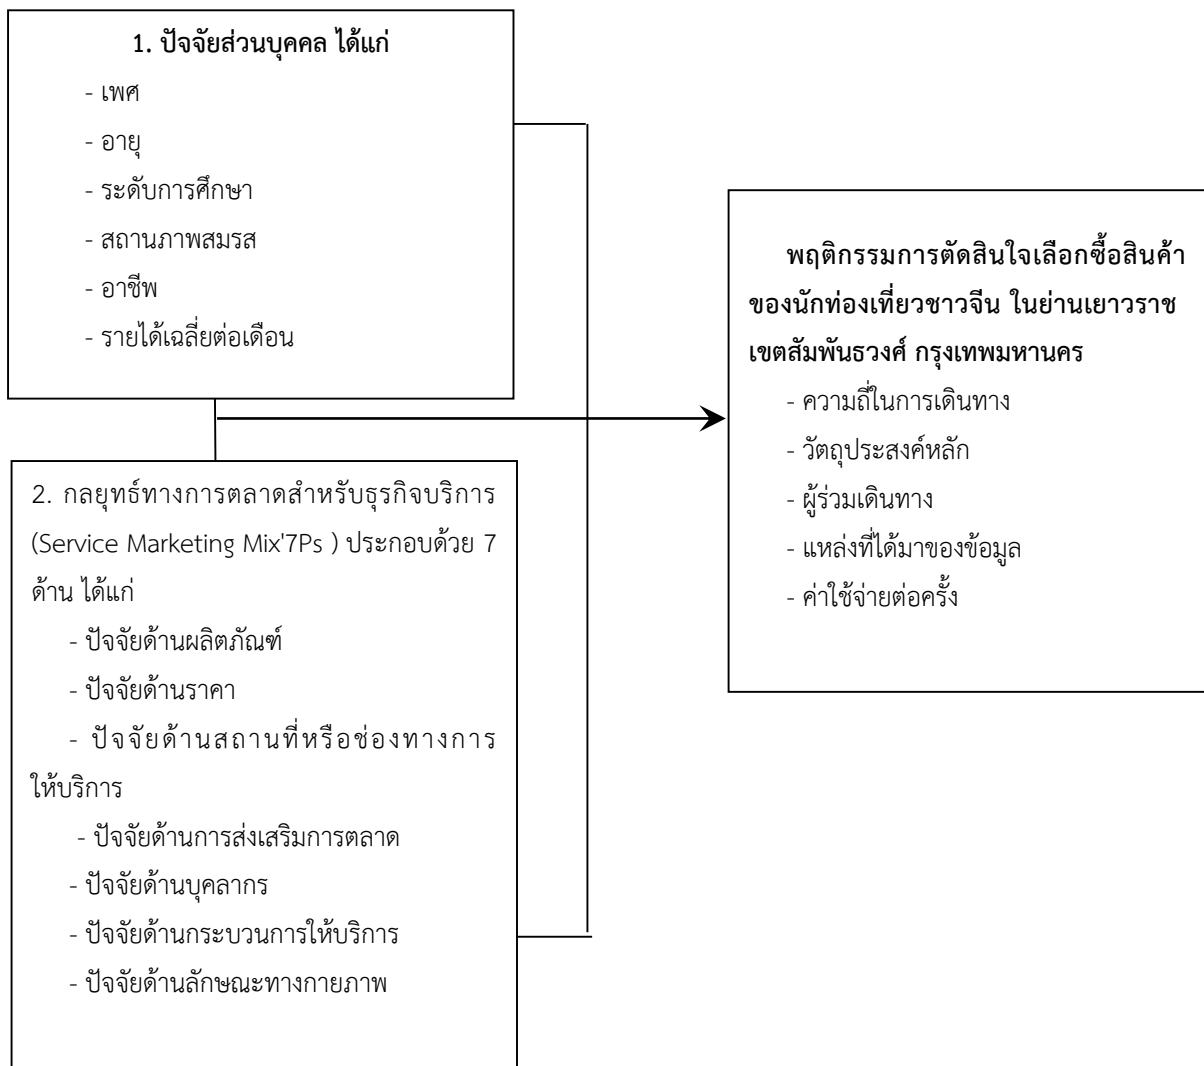 1. ปัจจัยส่วนบุคคล ได้แก่
- เพศ
- อายุ
- ระดับการศึกษา
- สถานภาพสมรส
- อาชีพ
- รายได้เฉลี่ยต่อเดือน
2. กลยุทธ์ทางการตลาดสำหรับธุรกิจบริการ
(Service Marketing Mix'7Ps ) ประกอบด้วย 7
ด้าน ได้แก่
- ปัจจัยด้านผลิตภัณฑ์
- ปัจจัยด้านราคา
- ปัจจัยด้านสถานที่หรือช่องทางการ
ให้บริการ
- ปัจจัยด้านการส่งเสริมการตลาด
- ปัจจัยด้านบุคลากร
- ปัจจัยด้านกระบวนการให้บริการ
- ปัจจัยด้านลักษณะทางกายภาพ
พฤติกรรมการตัดสินใจเลือกซื้อสินค้า
ของนักท่องเที่ยวชาวจีน ในย่านเยาวราช
เขตสัมพันธวงศ์ กรุงเทพมหานคร
- ความถี่ในการเดินทาง
- วัตถุประสงค์หลัก
- ผู้ร่วมเดินทาง
- แหล่งที่ได้มาของข้อมูล
- ค่าใช้จ่ายต่อครั้ง